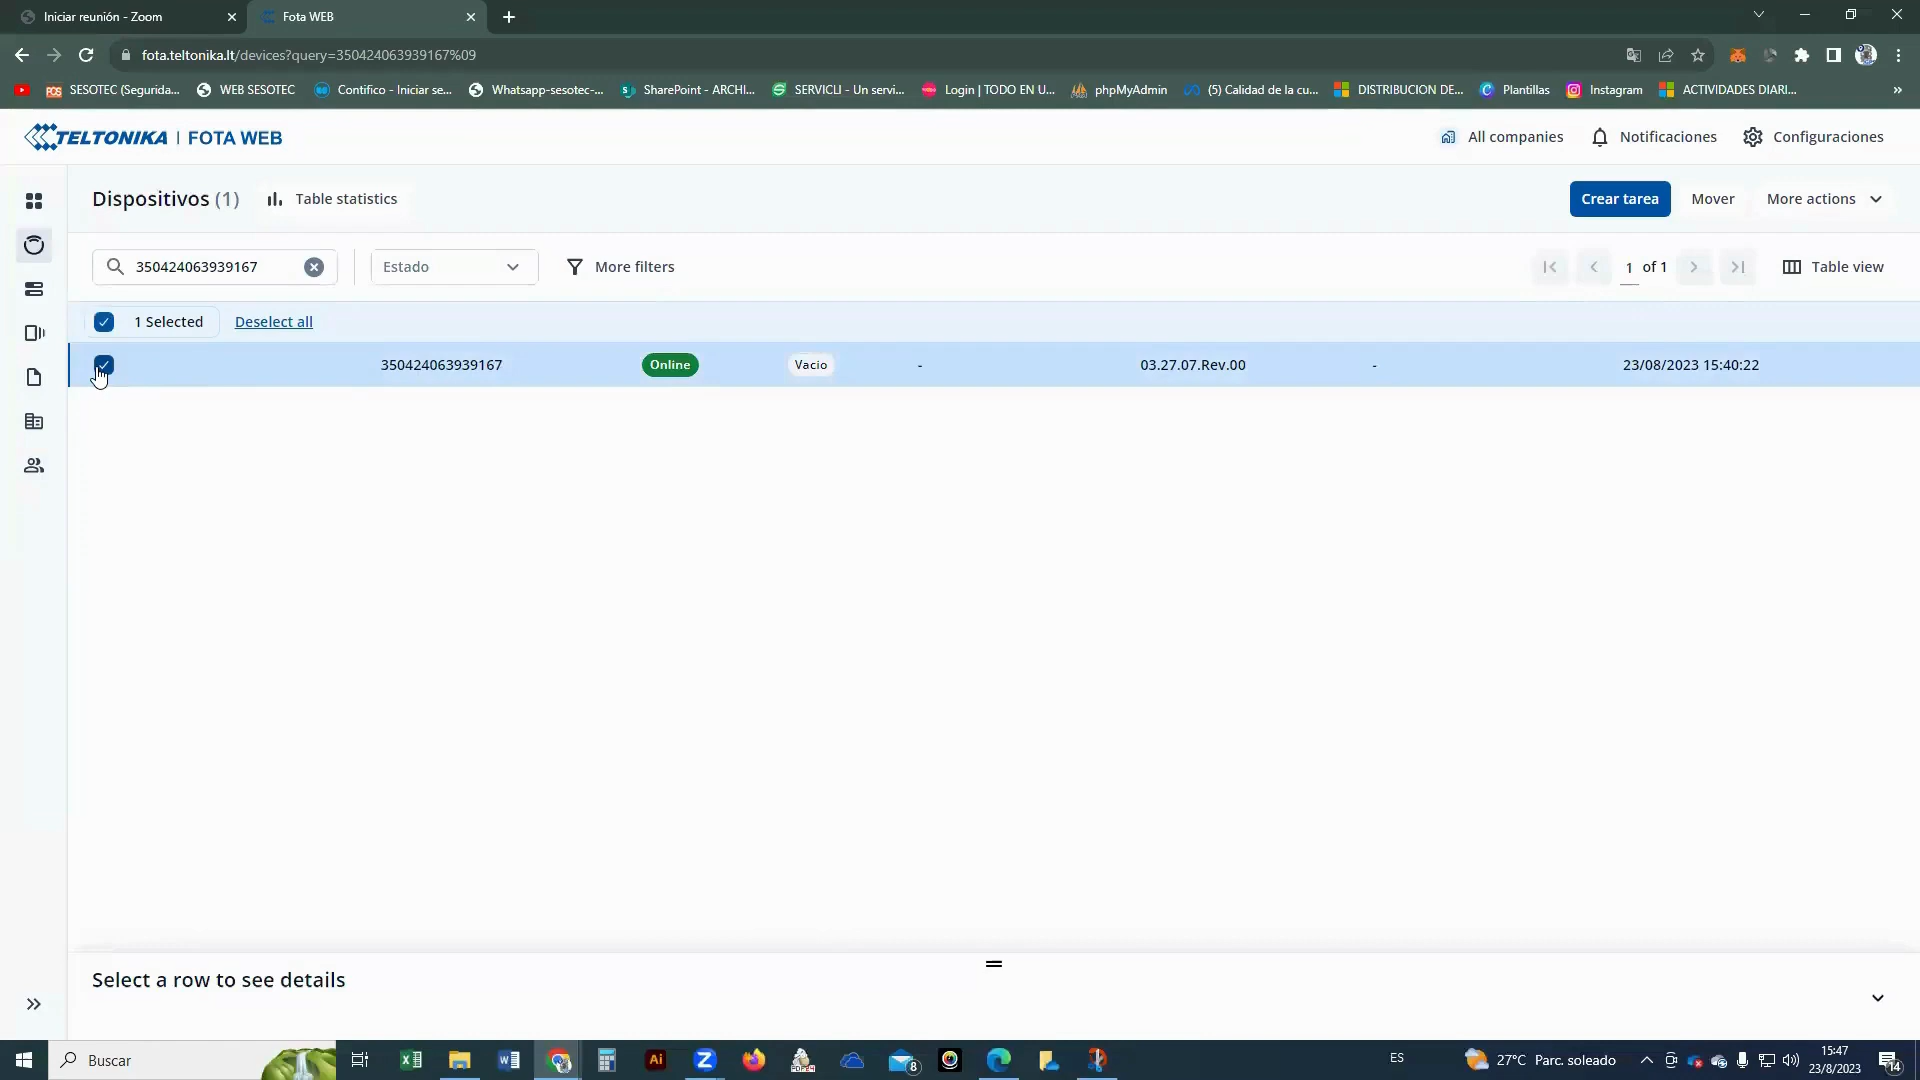 Iniciar reunión - Zoom
Fota WEB
fota.teltonika.lt/devices?query=350424063939167%09
SESOTEC (Segurida...
WEB SESOTEC
Contifico - Iniciar se...
Whatsapp-sesotec-...
SharePoint - ARCHI...
SERVICLI - Un servi...
Login | TODO EN U...
phpMyAdmin
(5) Calidad de la cu...
DISTRIBUCION DE...
Plantillas
Instagram
ACTIVIDADES DIARI...
»
TELTONIKA | FOTA WEB
All companies
Notificaciones
Configuraciones
Dispositivos (1)
Table statistics
Crear tarea
Mover
More actions
350424063939167
Estado
More filters
1 of 1
Table view
1 Selected
Deselect all
350424063939167
Online
Vacio
-
03.27.07.Rev.00
-
23/08/2023 15:40:22
Select a row to see details
Buscar
8
ES
27°C Parc. soleado
15:47
23/8/2023
14